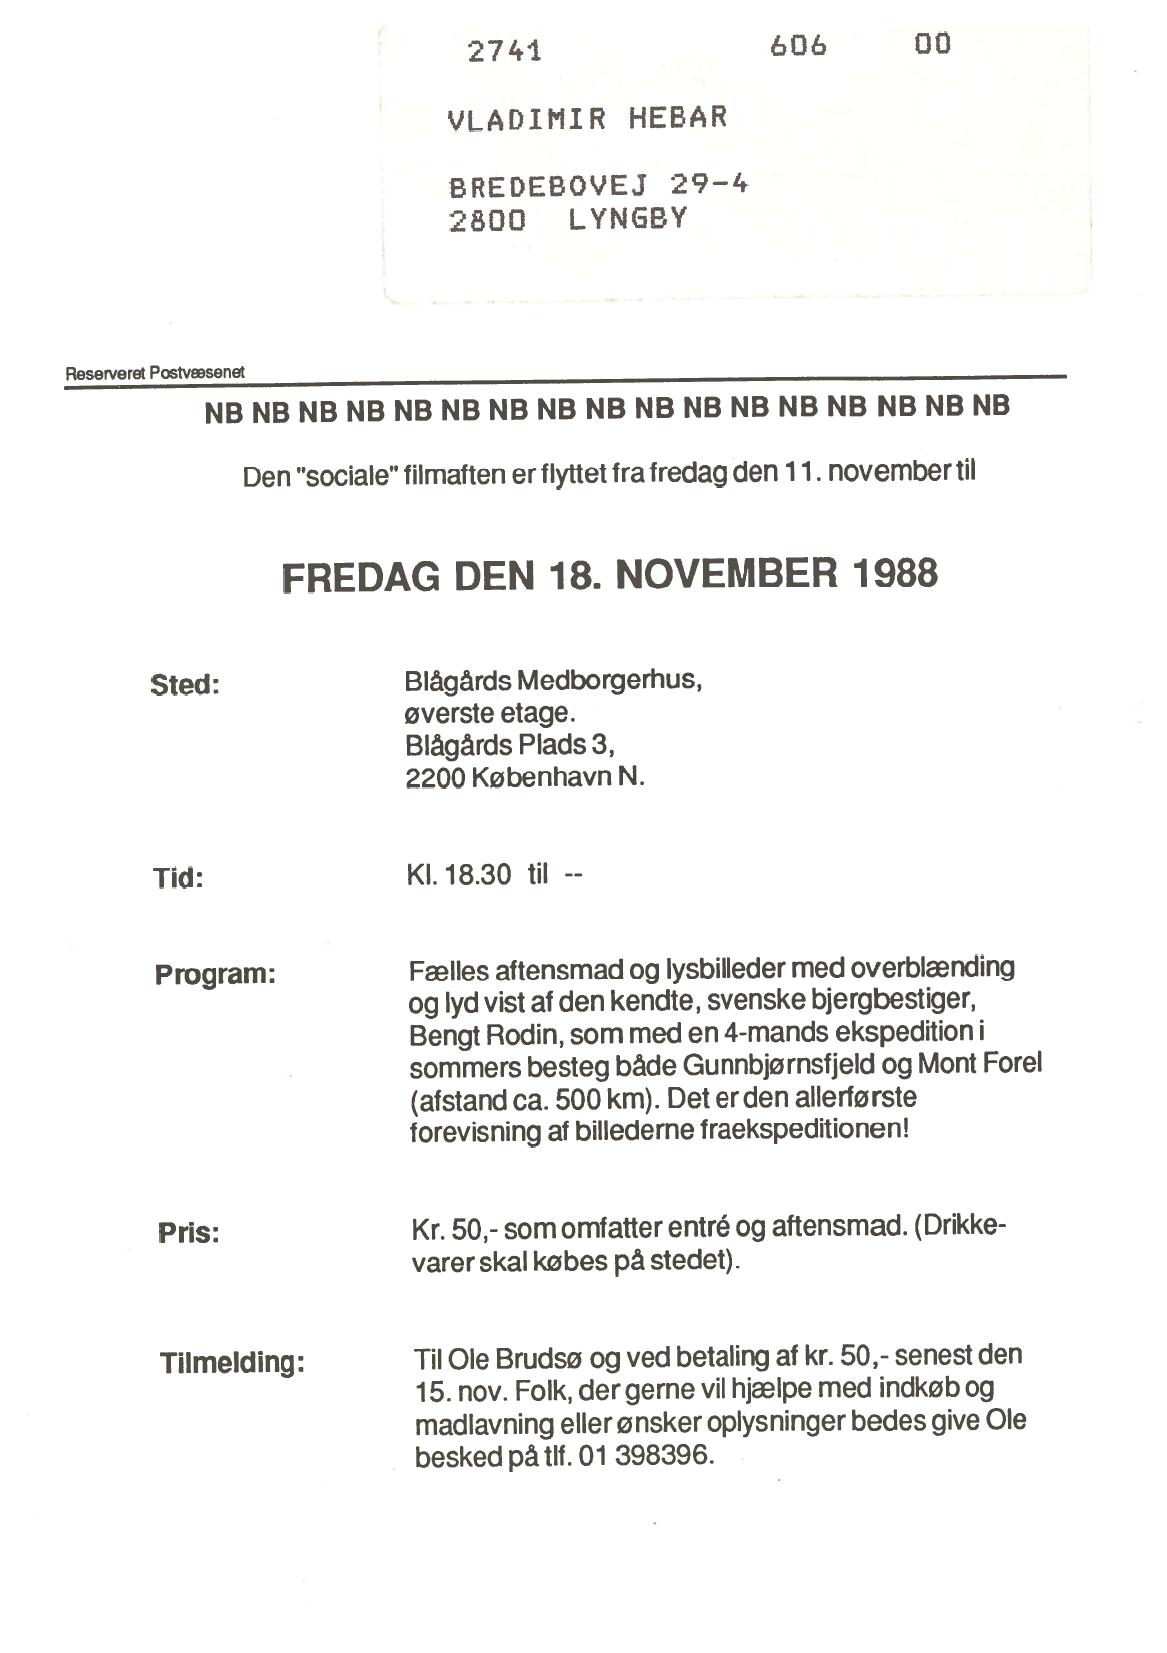 2741 606 00
VLADIMIR HEBAR
BREDEBOVEJ 29-4
2800 LYNGBY
Reserveret Postvæsenet
NB NB NB NB NB NB NB NB NB NB NB NB NB NB NB NB NB
Den "sociale" filmaften er flyttet fra fredag den 11. november til
FREDAG DEN 18. NOVEMBER 1988
Sted: Blågårds Medborgerhus,
øverste etage.
Blågårds Plads 3,
2200 København N.
Tid: Kl. 18.30 til --
Program: Fælles aftensmad og lysbilleder med overblænding
og lyd vist af den kendte, svenske bjergbestiger,
Bengt Rodin, som med en 4-mands ekspedition i
sommers besteg både Gunnbjørnsfjeld og Mont Forel
(afstand ca. 500 km). Det er den allerførste
forevisning af billederne fraekspeditionen!
Pris: Kr. 50,- som omfatter entré og aftensmad. (Drikke-
varer skal købes på stedet).
Tilmelding: Til Ole Brudsø og ved betaling af kr. 50,- senest den
15. nov. Folk, der gerne vil hjælpe med indkøb og
madlavning eller ønsker oplysninger bedes give Ole
besked på tlf. 01 398396.